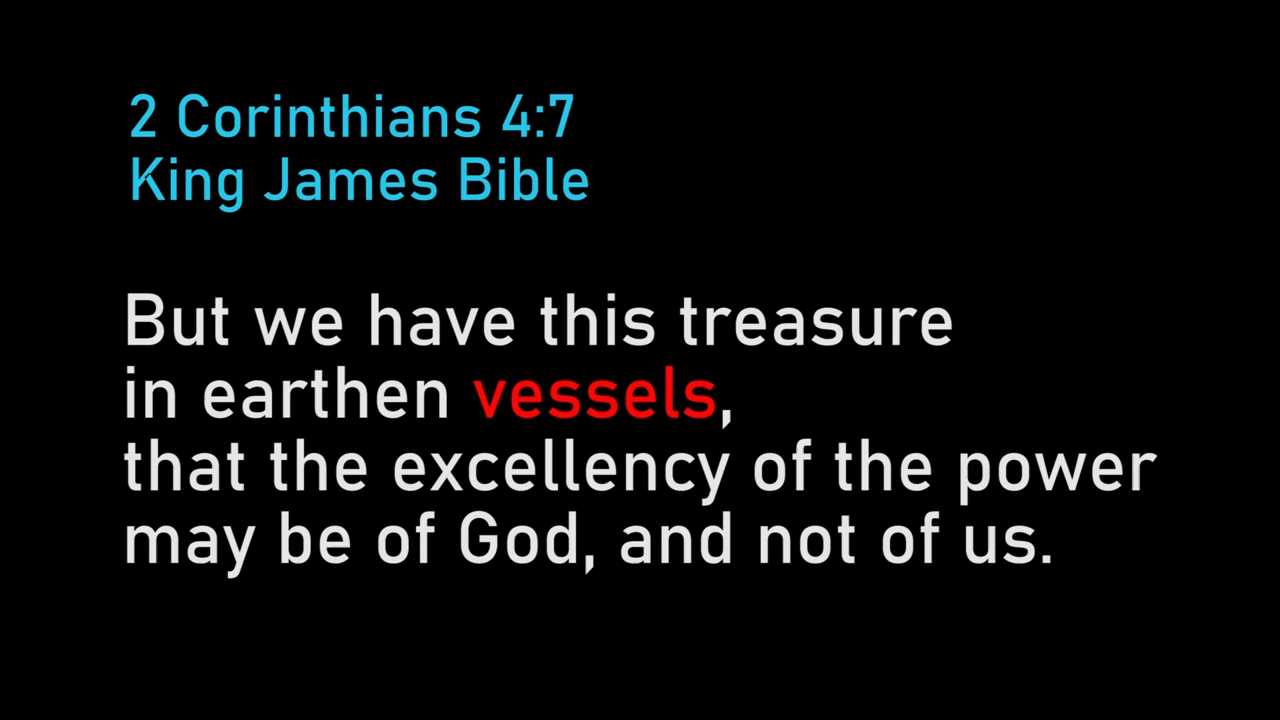 2 Corinthians 4:7
King James Bible
But we have this treasure
in earthen vessels,
that the excellency of the power
may be of God, and not of us.